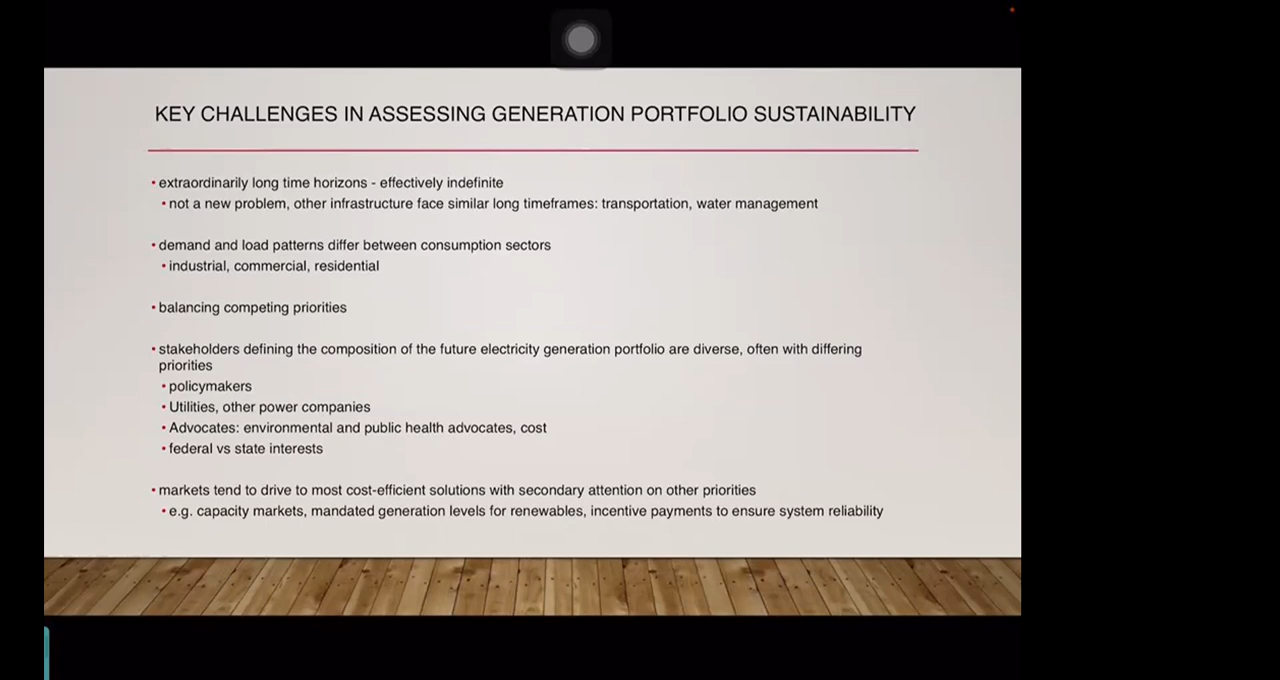 KEY CHALLENGES IN ASSESSING GENERATION PORTFOLIO SUSTAINABILITY
• extraordinarily long time horizons - effectively indefinite
• not a new problem, other infrastructure face similar long timeframes: transportation, water management
• demand and load patterns differ between consumption sectors
• industrial, commercial, residential
• balancing competing priorities
• stakeholders defining the composition of the future electricity generation portfolio are diverse, often with differing
priorities
• policymakers
• Utilities, other power companies
• Advocates: environmental and public health advocates, cost
• federal vs state interests
• markets tend to drive to most cost-efficient solutions with secondary attention on other priorities
• e.g. capacity markets, mandated generation levels for renewables, incentive payments to ensure system reliability